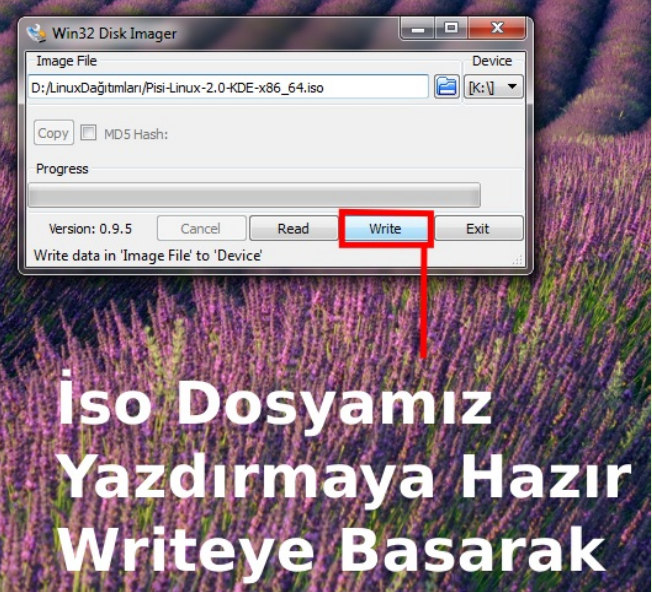 Win32 Disk Imager
Image File
Device
D:/LinuxDağıtımları/Pisi-Linux-2.0-KDE-x86_64.iso
[K:\]
Copy
MD5 Hash:
Progress
Version: 0.9.5
Cancel
Read
Write
Exit
Write data in 'Image File' to 'Device'
İso Dosyamız
Yazdırmaya Hazır
Writeye Basarak